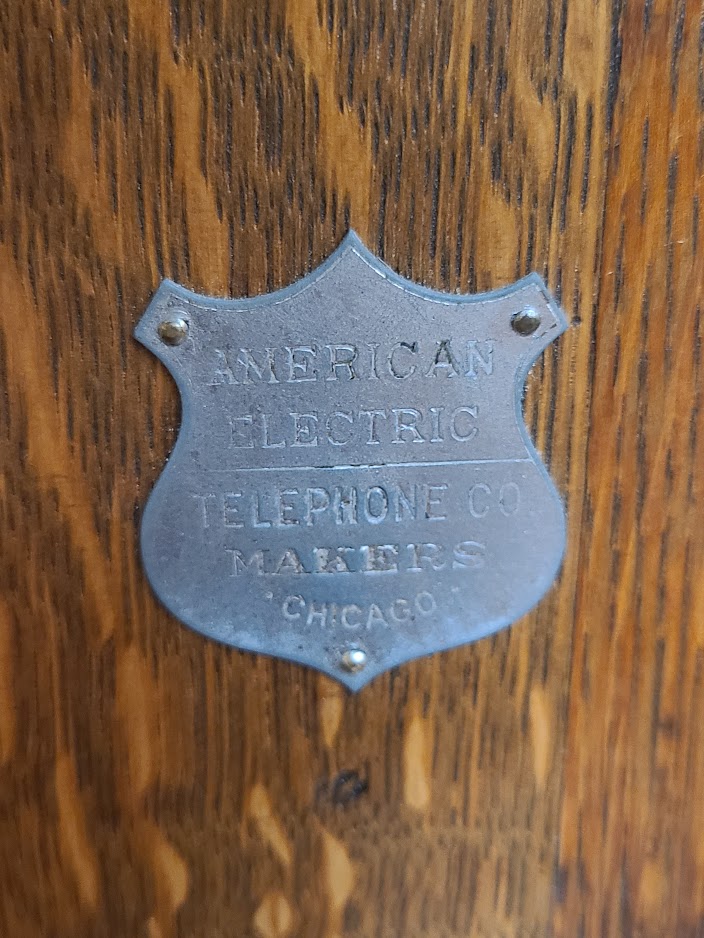 AMERICAN
ELECTRIC
TELEPHONE CO
MAKERS
· CHICAGO ·